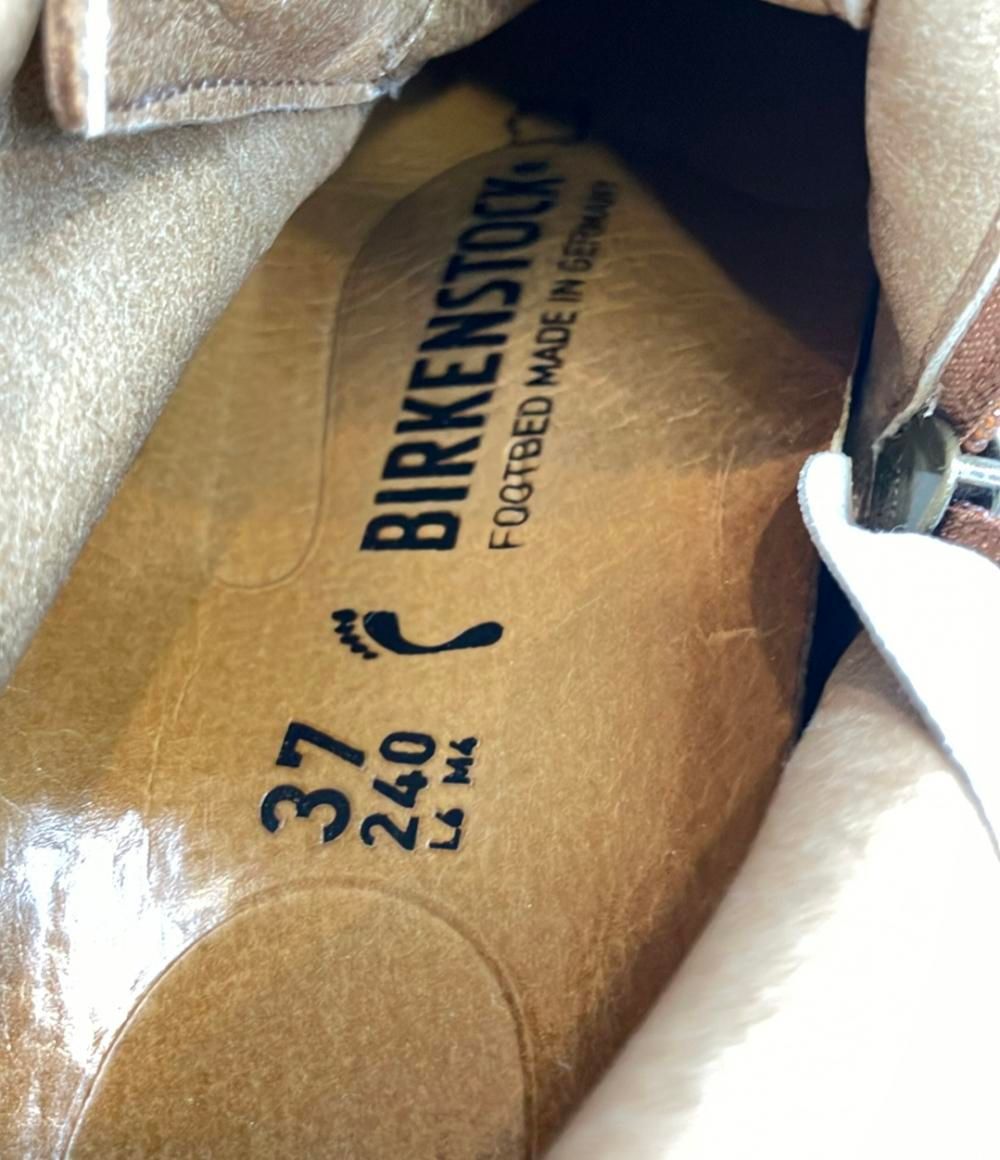 BIRKENSTOCK®
FOOTBED MADE IN GERMANY
37
240
L6 M4